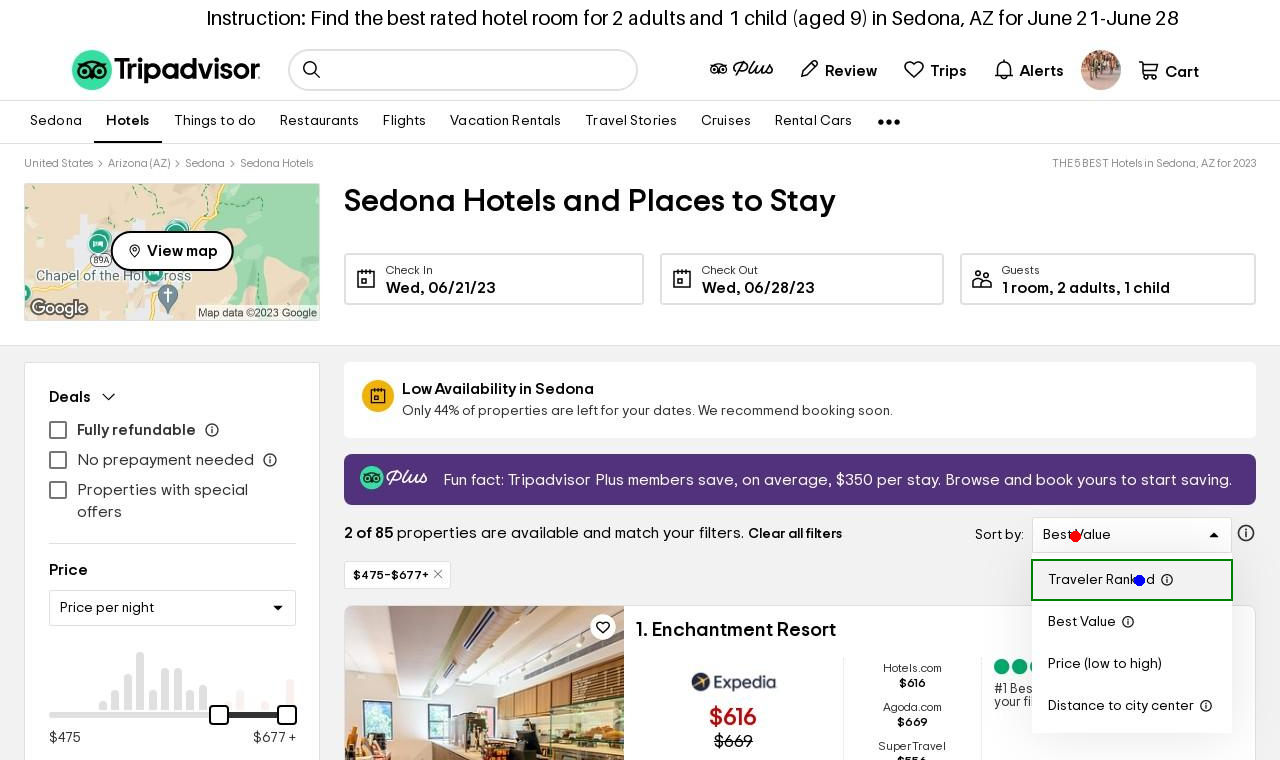 Instruction: Find the best rated hotel room for 2 adults and 1 child (aged 9) in Sedona, AZ for June 21-June 28
Tripadvisor
Plus
Review
Trips
Alerts
Cart
Sedona
Hotels
Things to do
Restaurants
Flights
Vacation Rentals
Travel Stories
Cruises
Rental Cars
United States > Arizona (AZ) > Sedona > Sedona Hotels
THE 5 BEST Hotels in Sedona, AZ for 2023
View map
89A
Chapel of the Holy Cross
Google
Map data ©2023 Google
Sedona Hotels and Places to Stay
Check In
Wed, 06/21/23
Check Out
Wed, 06/28/23
Guests
1 room, 2 adults, 1 child
Deals
Fully refundable
No prepayment needed
Properties with special
offers
Price
Price per night
$475
$677 +
Low Availability in Sedona
Only 44% of properties are left for your dates. We recommend booking soon.
Plus
Fun fact: Tripadvisor Plus members save, on average, $350 per stay. Browse and book yours to start saving.
2 of 85 properties are available and match your filters. Clear all filters
Sort by:
Best Value
$475–$677+
Traveler Ranked
Best Value
Price (low to high)
Distance to city center
1. Enchantment Resort
Expedia
$616
$669
Hotels.com
$616
Agoda.com
$669
SuperTravel
$556
#1 Bes
your fi